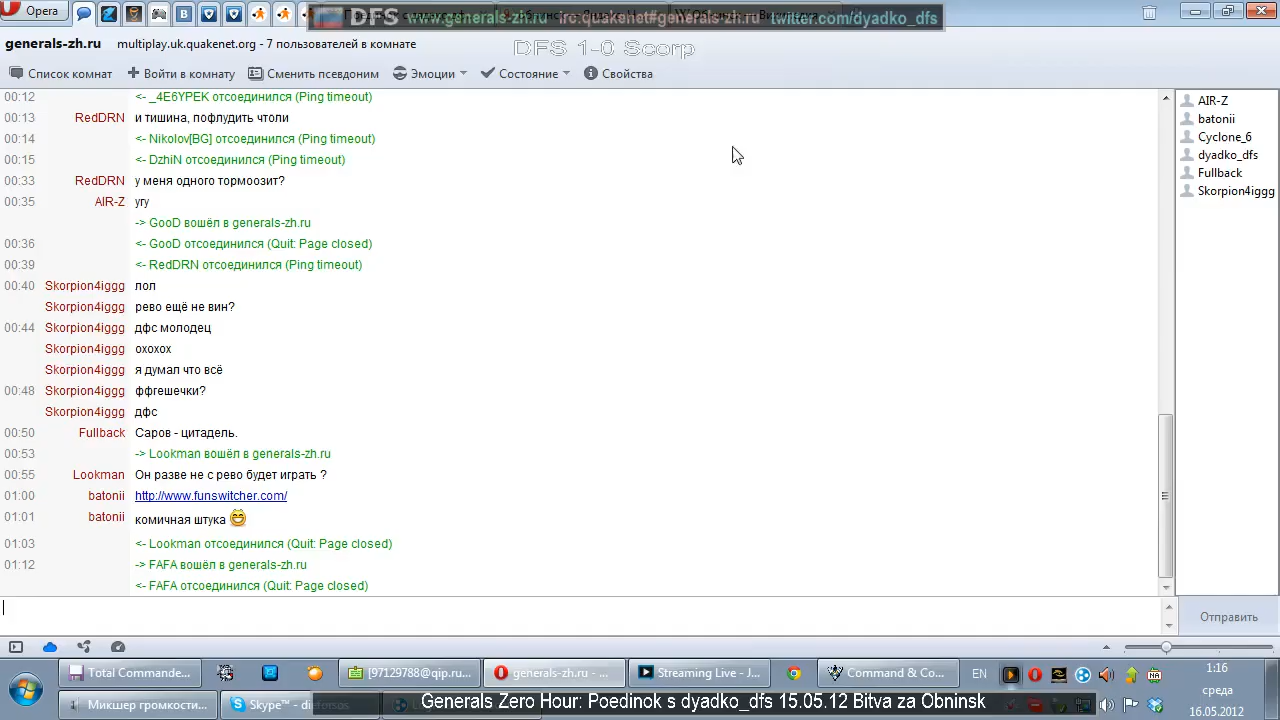 Opera
DFS www.generals-zh.ru irc:quakenet#generals-zh.ru twitter.com/dyadko_dfs
generals-zh.ru multiplay.uk.quakenet.org - 7 пользователей в комнате
DFS 1-0 Scorp
Список комнат Войти в комнату Сменить псевдоним Эмоции Состояние Свойства
00:12 <- _4E6YPEK отсоединился (Ping timeout)
00:13 RedDRN и тишина, пофлудить чтоли
00:14 <- Nikolov[BG] отсоединился (Ping timeout)
00:15 <- DzhiN отсоединился (Ping timeout)
00:33 RedDRN у меня одного тормоозит?
00:35 AIR-Z угу
-> GooD вошёл в generals-zh.ru
00:36 <- GooD отсоединился (Quit: Page closed)
00:39 <- RedDRN отсоединился (Ping timeout)
00:40 Skorpion4iggg лол
Skorpion4iggg рево ещё не вин?
00:44 Skorpion4iggg дфс молодец
Skorpion4iggg охохох
Skorpion4iggg я думал что всё
00:48 Skorpion4iggg ффгешечки?
Skorpion4iggg дфс
00:50 Fullback Саров - цитадель.
00:53 -> Lookman вошёл в generals-zh.ru
00:55 Lookman Он разве не с рево будет играть ?
01:00 batonii http://www.funswitcher.com/
01:01 batonii комичная штука
01:03 <- Lookman отсоединился (Quit: Page closed)
01:12 -> FAFA вошёл в generals-zh.ru
<- FAFA отсоединился (Quit: Page closed)
AIR-Z
batonii
Cyclone_6
dyadko_dfs
Fullback
Skorpion4iggg
Отправить
Total Commande... [97129788@qip.ru... generals-zh.ru - ... Streaming Live - J... Command & Co... EN 1:16
среда
Микшер громкости... Skype™ - dieforsos
Generals Zero Hour: Poedinok s dyadko_dfs 15.05.12 Bitva za Obninsk
16.05.2012